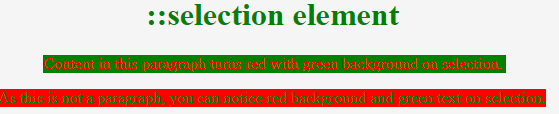 ::selection element
Content in this paragraph turns red with green background on selection.
As this is not a paragraph, you can notice red background and green text on selection.